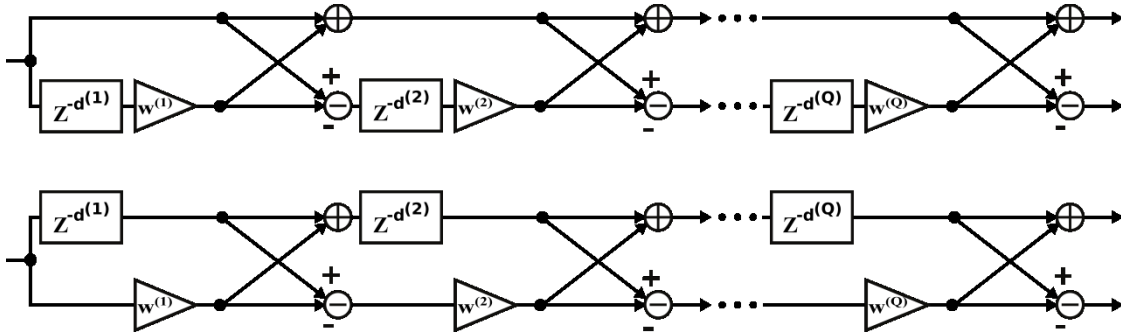 + + +
Z^-d(1) w(1) Z^-d(2) w(2) Z^-d(Q) w(Q)
- - -
Z^-d(1) Z^-d(2) Z^-d(Q)
+ + +
w(1) w(2) w(Q)
- - -